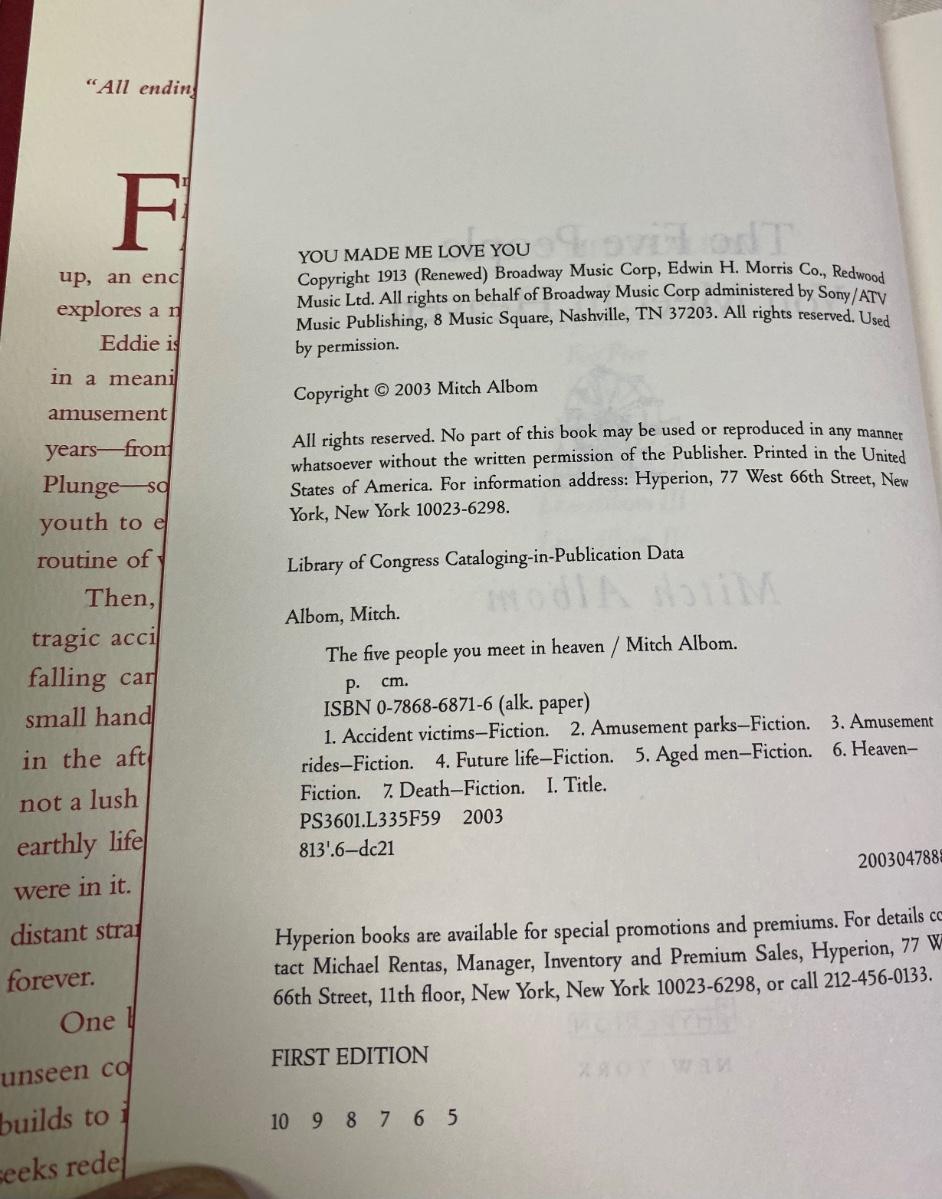 “All ending
F
up, an enc
explores a
Eddie is
in a meani
amusement
years—from
Plunge—so
youth to e
routine of
Then,
tragic acci
falling car
small hand
in the aft
not a lush
earthly life
were in it.
distant stra
forever.
One
unseen co
builds to
seeks rede
YOU MADE ME LOVE YOU
Copyright 1913 (Renewed) Broadway Music Corp, Edwin H. Morris Co., Redwood
Music Ltd. All rights on behalf of Broadway Music Corp administered by Sony/ATV
Music Publishing, 8 Music Square, Nashville, TN 37203. All rights reserved. Used
by permission.
Copyright © 2003 Mitch Albom
All rights reserved. No part of this book may be used or reproduced in any manner
whatsoever without the written permission of the Publisher. Printed in the United
States of America. For information address: Hyperion, 77 West 66th Street, New
York, New York 10023-6298.
Library of Congress Cataloging-in-Publication Data
Albom, Mitch.
The five people you meet in heaven / Mitch Albom.
p. cm.
ISBN 0-7868-6871-6 (alk. paper)
1. Accident victims—Fiction. 2. Amusement parks—Fiction. 3. Amusement
rides—Fiction. 4. Future life—Fiction. 5. Aged men—Fiction. 6. Heaven—
Fiction. 7. Death—Fiction. I. Title.
PS3601.L335F59 2003
813'.6—dc21
2003047888
Hyperion books are available for special promotions and premiums. For details co
tact Michael Rentas, Manager, Inventory and Premium Sales, Hyperion, 77 W
66th Street, 11th floor, New York, New York 10023-6298, or call 212-456-0133.
FIRST EDITION
10 9 8 7 6 5